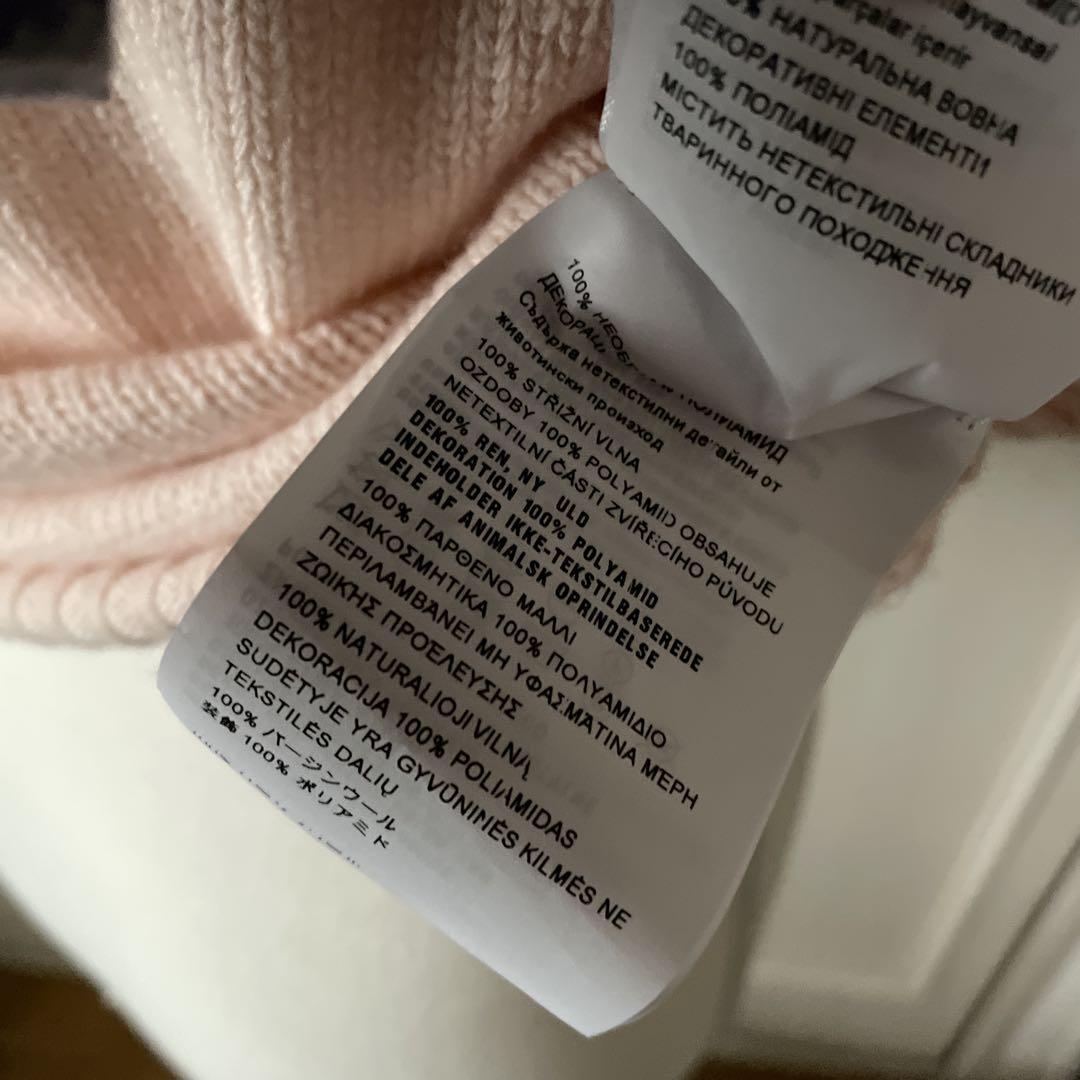 parçalar içerir
% НАТУРАЛЬНА ВОВНА
ДЕКОРАТИВНІ ЕЛЕМЕНТИ
100% ПОЛІАМІД
МІСТИТЬ НЕТЕКСТИЛЬНІ СКЛАДНИКИ
ТВАРИННОГО ПОХОДЖЕННЯ
100%
Съдържа нетекстилни детайли от
животински произход
100% STŘIŽNÍ VLNA
OZDOBY 100% POLYAMID OBSAHUJE
NETEXTILNÍ ČÁSTI ZVÍŘECÍHO PŮVODU
100% REN, NY ULD
DEKORATION 100% POLYAMID
INDEHOLDER IKKE-TEKSTILBASEREDE
DELE AF ANIMALSK OPRINDELSE
100% ΠΑΡΘΕΝΟ ΜΑΛΛΙ
ΔΙΑΚΟΣΜΗΤΙΚΑ 100% ΠΟΛΥΑΜΙΔΙΟ
ΠΕΡΙΛΑΜΒΑΝΕΙ ΜΗ ΥΦΑΣΜΑΤΙΝΑ ΜΈΡΗ
ΖΩΙΚΗΣ ΠΡΟΈΛΕΥΣΗΣ
100% NATURALIOJI VILNA
DEKORACIJA 100% POLIAMIDAS
SUDĖTYJE YRA GYVŪNINĖS KILMĖS NE
TEKSTILĖS DALIŲ
100% バージンウール
装飾 100% ポリアミド